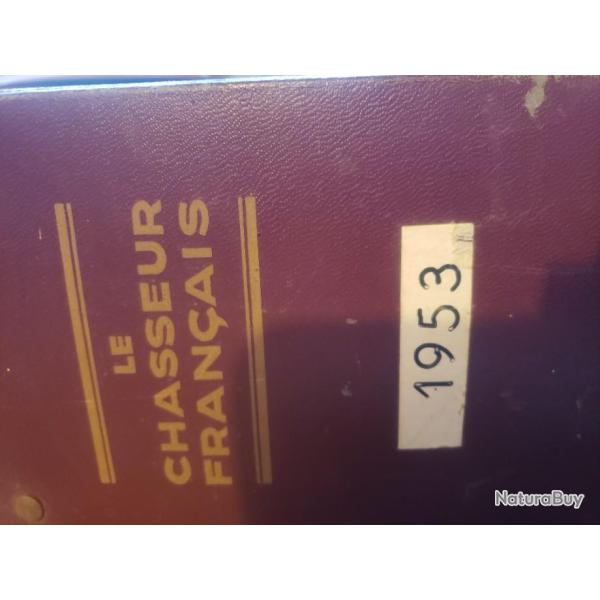 LE
CHASSEUR
FRANÇAIS
1953
NaturaBuy